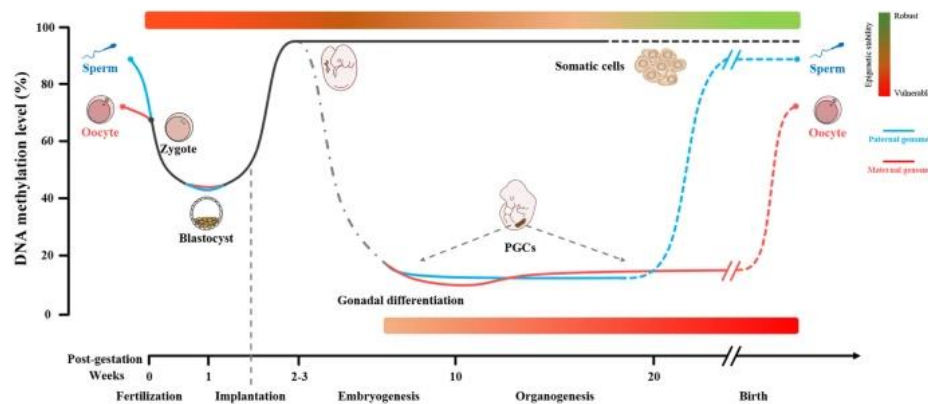 100
80
60
40
20
0
DNA methylation level (%)
Sperm
Oocyte
Zygote
Blastocyst
Gonadal differentiation
PGCs
Somatic cells
Sperm
Oocyte
Robust
Epigenetic stability
Vulnerable
Paternal genome
Maternal genome
Post-gestation
Weeks 0 1 2-3 10 20
Fertilization Implantation Embryogenesis Organogenesis Birth